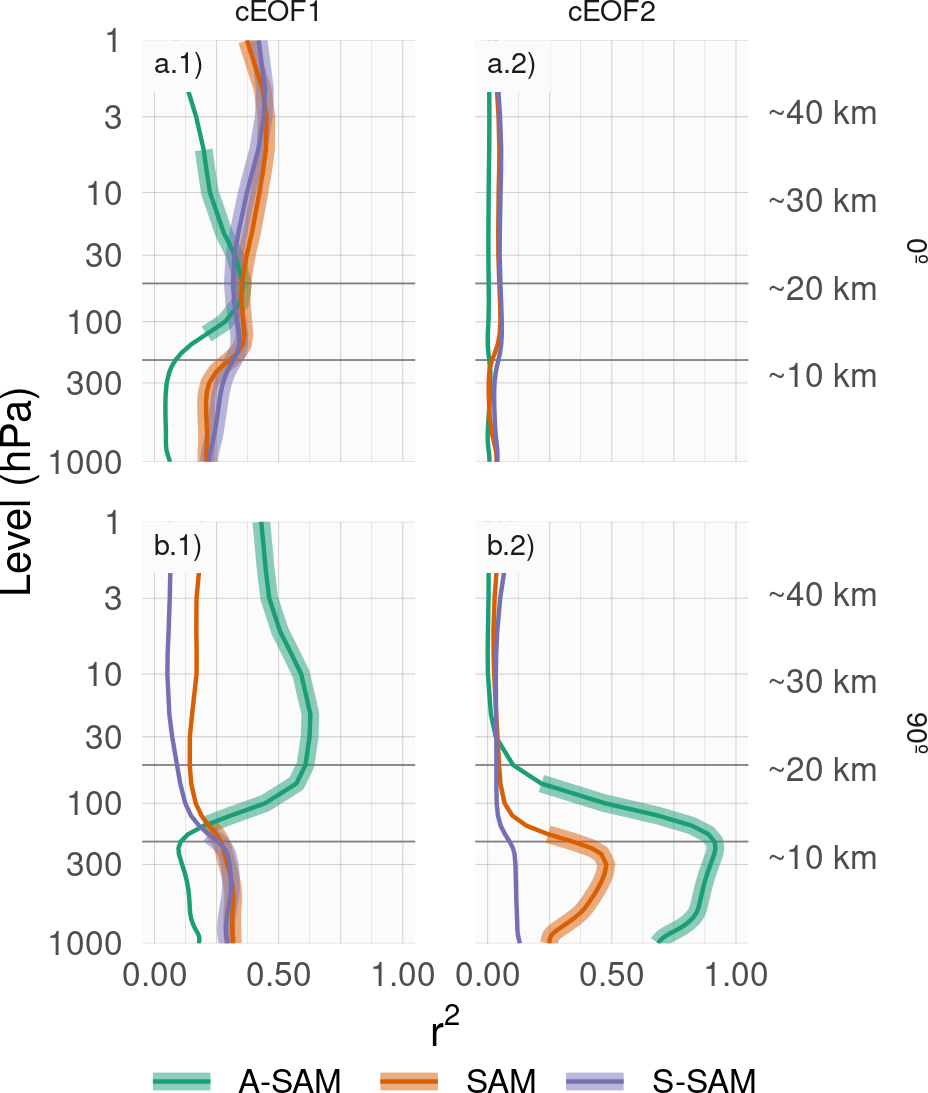 cEOF1 cEOF2
1 a.1) a.2)
3 ~40 km
10 ~30 km
30
~20 km
100
~10 km
300
1000
0º
Level (hPa)
1 b.1) b.2)
3 ~40 km
10 ~30 km
30
~20 km
100
~10 km
300
1000
90º
0.00 0.50 1.00 0.00 0.50 1.00
r²
A-SAM SAM S-SAM